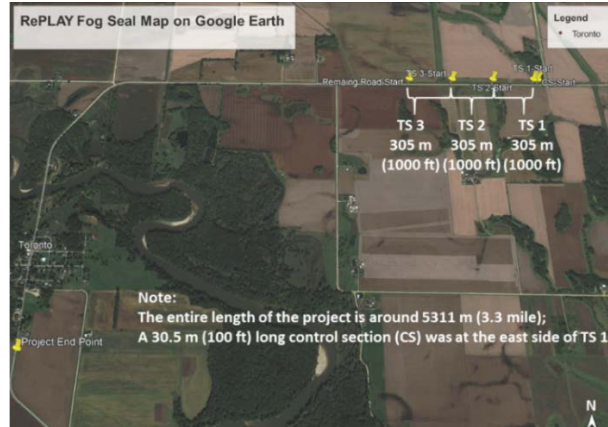 RePLAY Fog Seal Map on Google Earth
Legend
Toronto
TS 3-Start
TS 1-Start
Remaing Road-Start
TS 2-Start
CS-Start
TS 3
TS 2
TS 1
305 m
305 m
305 m
(1000 ft)
(1000 ft)
(1000 ft)
Toronto
Note:
The entire length of the project is around 5311 m (3.3 mile);
A 30.5 m (100 ft) long control section (CS) was at the east side of TS 1
Project End Point
N